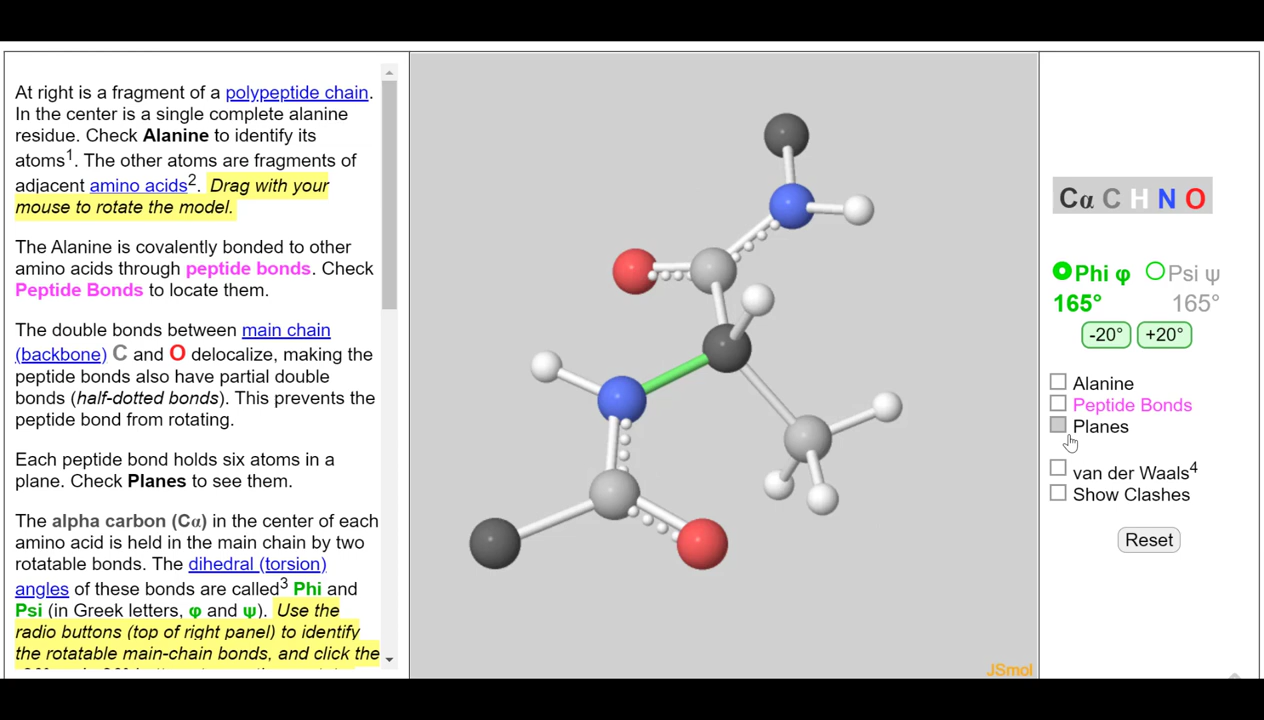 At right is a fragment of a polypeptide chain.
In the center is a single complete alanine
residue. Check Alanine to identify its
atoms1. The other atoms are fragments of
adjacent amino acids2. Drag with your
mouse to rotate the model.
The Alanine is covalently bonded to other
amino acids through peptide bonds. Check
Peptide Bonds to locate them.
The double bonds between main chain
(backbone) C and O delocalize, making the
peptide bonds also have partial double
bonds (half-dotted bonds). This prevents the
peptide bond from rotating.
Each peptide bond holds six atoms in a
plane. Check Planes to see them.
The alpha carbon (Cα) in the center of each
amino acid is held in the main chain by two
rotatable bonds. The dihedral (torsion)
angles of these bonds are called3 Phi and
Psi (in Greek letters, φ and ψ). Use the
radio buttons (top of right panel) to identify
the rotatable main-chain bonds, and click the
JSmol
Cα C H N O
Phi φ Psi ψ
165° 165°
-20° +20°
Alanine
Peptide Bonds
Planes
van der Waals4
Show Clashes
Reset